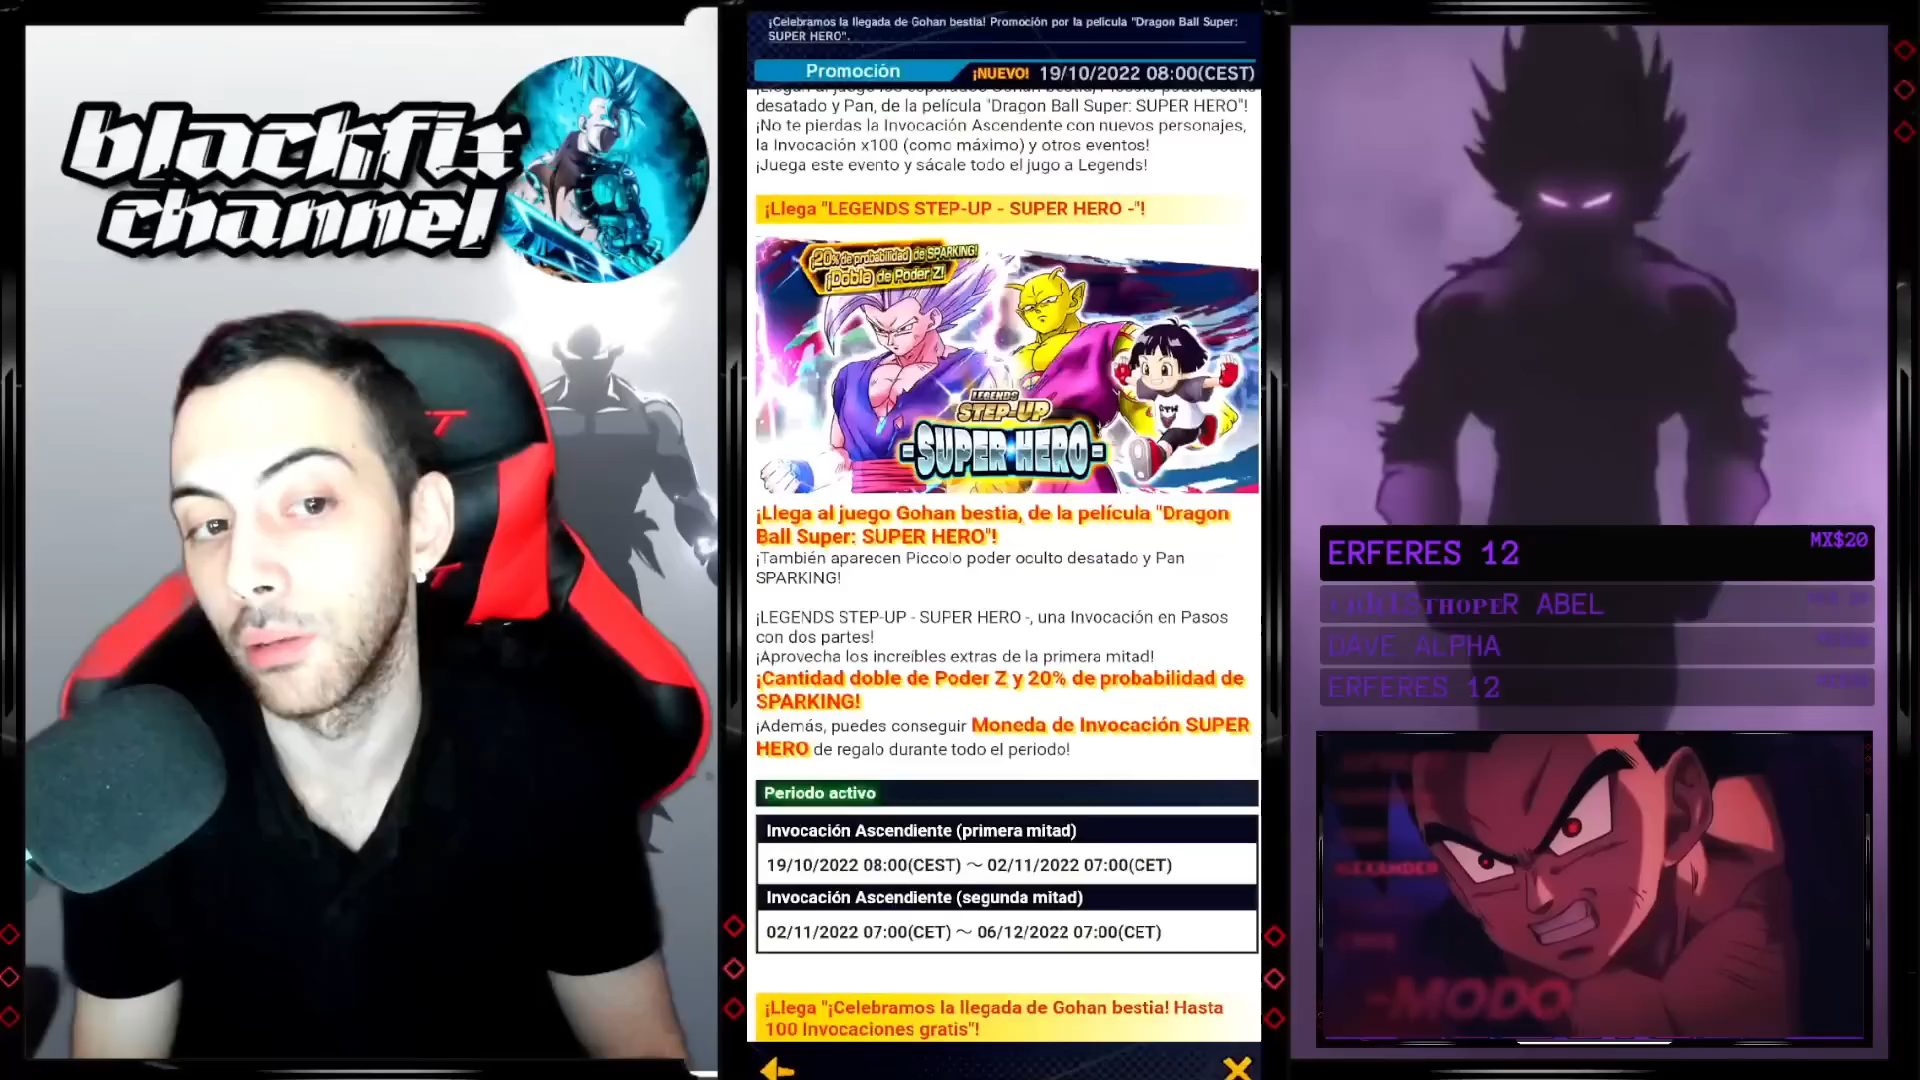 blackfix
channel
¡Celebramos la llegada de Gohan bestia! Promoción por la película "Dragon Ball Super:
SUPER HERO".
Promoción
¡NUEVO! 19/10/2022 08:00(CEST)
desatado y Pan, de la película "Dragon Ball Super: SUPER HERO"!
¡No te pierdas la Invocación Ascendente con nuevos personajes,
la Invocación x100 (como máximo) y otros eventos!
¡Juega este evento y sácale todo el jugo a Legends!
¡Llega "LEGENDS STEP-UP - SUPER HERO -"!
¡20% de probabilidad de SPARKING!
¡Doble de Poder Z!
LEGENDS
STEP-UP
-SUPER HERO-
¡Llega al juego Gohan bestia, de la película "Dragon
Ball Super: SUPER HERO"!
¡También aparecen Piccolo poder oculto desatado y Pan
SPARKING!
¡LEGENDS STEP-UP - SUPER HERO -, una Invocación en Pasos
con dos partes!
¡Aprovecha los increíbles extras de la primera mitad!
¡Cantidad doble de Poder Z y 20% de probabilidad de
SPARKING!
¡Además, puedes conseguir Moneda de Invocación SUPER
HERO de regalo durante todo el periodo!
Periodo activo
Invocación Ascendiente (primera mitad)
19/10/2022 08:00(CEST) ～ 02/11/2022 07:00(CET)
Invocación Ascendiente (segunda mitad)
02/11/2022 07:00(CET) ～ 06/12/2022 07:00(CET)
¡Llega "¡Celebramos la llegada de Gohan bestia! Hasta
100 Invocaciones gratis"!
ERFERES 12
MX$20
ABEL
DAVE ALPHA
ERFERES 12
ALEXANDER
-MODO